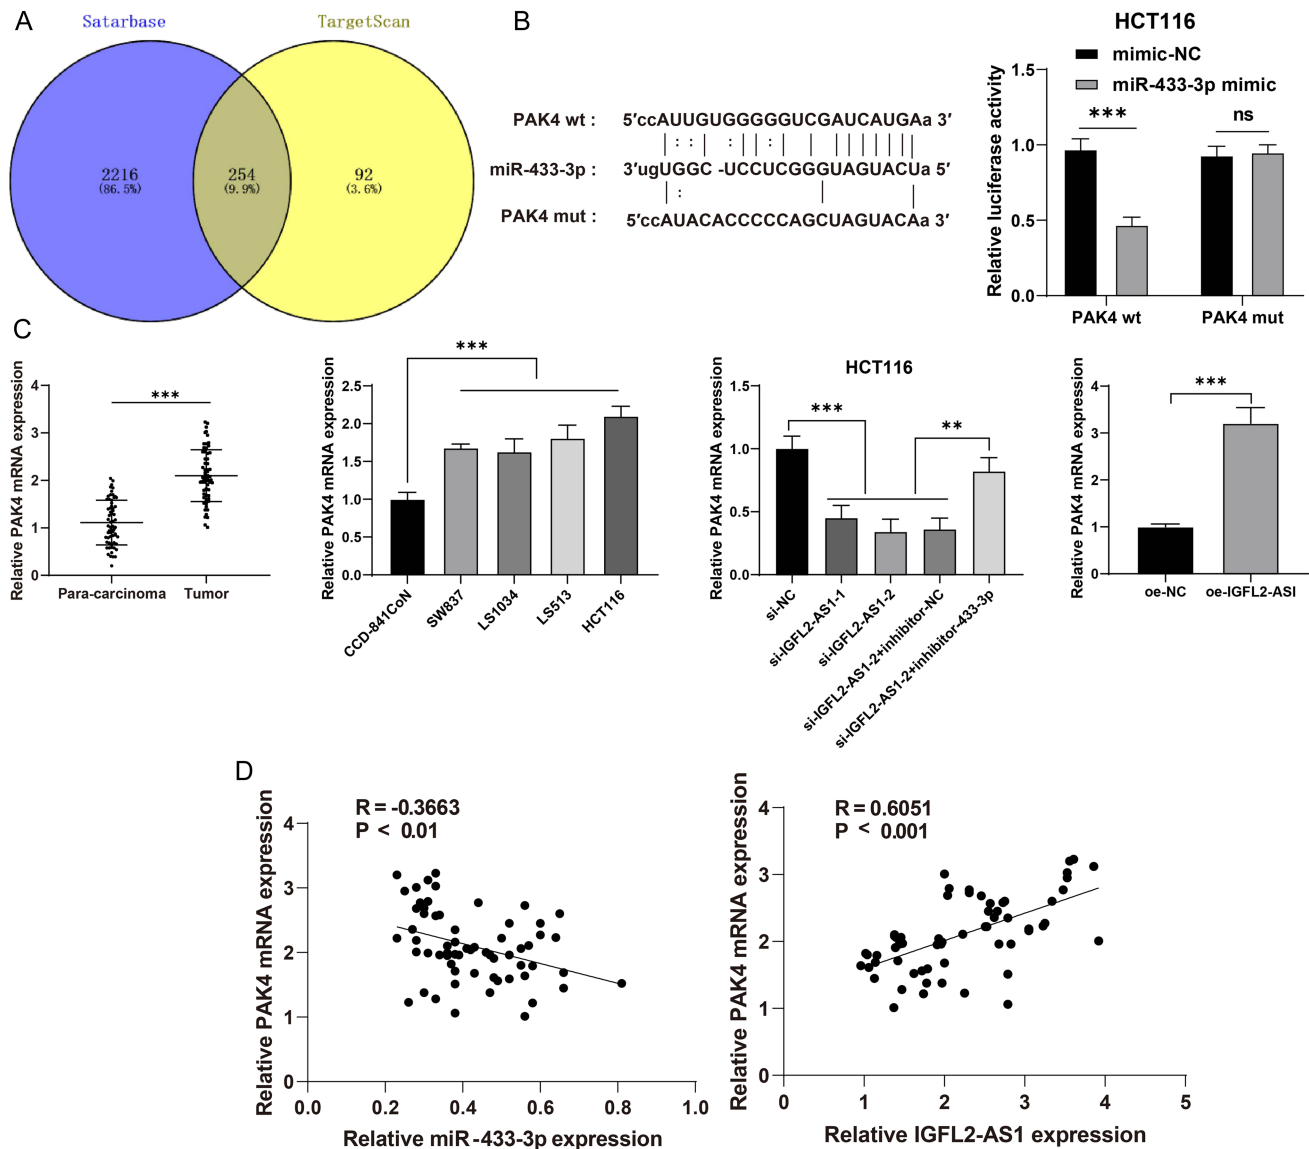 A
Satarbase
TargetScan
2216
(86.5%)
254
(9.9%)
92
(3.6%)
B
PAK4 wt : 5′ccAUUGUGGGGGUCGAUCAUGAa 3′
miR-433-3p : 3′ugUGGC -UCCUCGGGUAGUACUa 5′
PAK4 mut : 5′ccAUACACCCCCAGCUAGUACAa 3′
HCT116
mimic-NC
miR-433-3p mimic
Relative luciferase activity
1.5
1.0
0.5
0.0
***
ns
PAK4 wt
PAK4 mut
C
Relative PAK4 mRNA expression
4
3
2
1
0
***
Para-carcinoma
Tumor
Relative PAK4 mRNA expression
2.5
2.0
1.5
1.0
0.5
0.0
***
CCD-841CoN
SW837
LS1034
LS513
HCT116
HCT116
Relative PAK4 mRNA expression
1.5
1.0
0.5
0.0
***
**
si-NC
si-IGFL2-AS1-1
si-IGFL2-AS1-2
si-IGFL2-AS1-2+inhibitor-NC
si-IGFL2-AS1-2+inhibitor-433-3p
Relative PAK4 mRNA expression
4
3
2
1
0
***
oe-NC
oe-IGFL2-ASI
D
R = -0.3663
P < 0.01
Relative PAK4 mRNA expression
4
3
2
1
0
0.0
0.2
0.4
0.6
0.8
1.0
Relative miR-433-3p expression
R = 0.6051
P < 0.001
Relative PAK4 mRNA expression
4
3
2
1
0
0
1
2
3
4
5
Relative IGFL2-AS1 expression